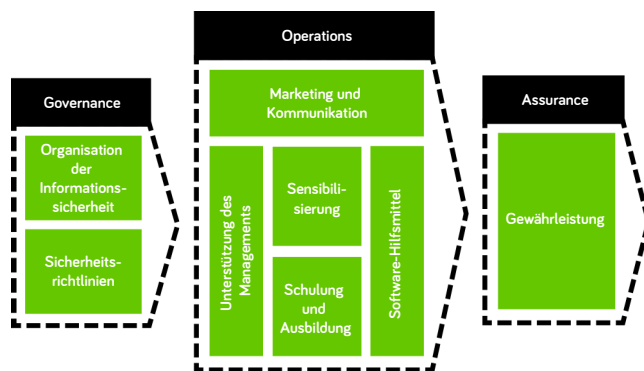 Governance
Organisation
der
Informations-
sicherheit
Sicherheits-
richtlinien
Operations
Marketing und
Kommunikation
Unterstützung des
Managements
Sensibili-
sierung
Schulung und
Ausbildung
Software-Hilfsmittel
Assurance
Gewährleistung